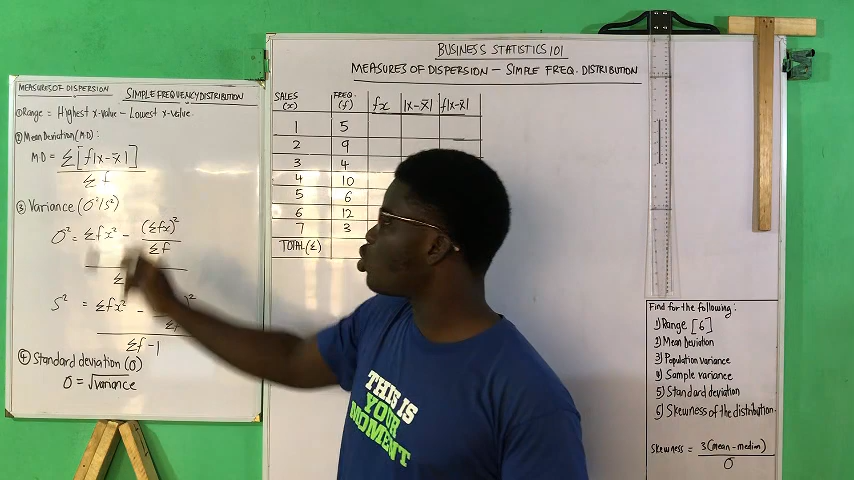 MEASURES OF DISPERSION
SIMPLE FREQUENCY DISTRIBUTION
① Range = Highest x-value - Lowest x-value.
② Mean Deviation (MD):
MD = Σ[f|x-x̄|]
Σf
③ Variance (σ²/s²)
σ² = Σfx² - (Σfx)²
Σf
Σ
s² = Σfx² - )²
Σf
Σf-1
④ Standard deviation (σ)
σ = √variance
BUSINESS STATISTICS 101
MEASURES OF DISPERSION - SIMPLE FREQ. DISTRIBUTION
SALES (x) FREQ. (f) fx |x-x̄| f|x-x̄|
1 5
2 9
3 4
4 10
5 6
6 12
7 3
TOTAL (Σ)
THIS IS
YOUR
MOMENT
Find for the following:
1) Range [6]
2) Mean Deviation
3) Population variance
4) Sample variance
5) Standard deviation
6) Skewness of the distribution.
Skewness = 3(mean-median)
σ